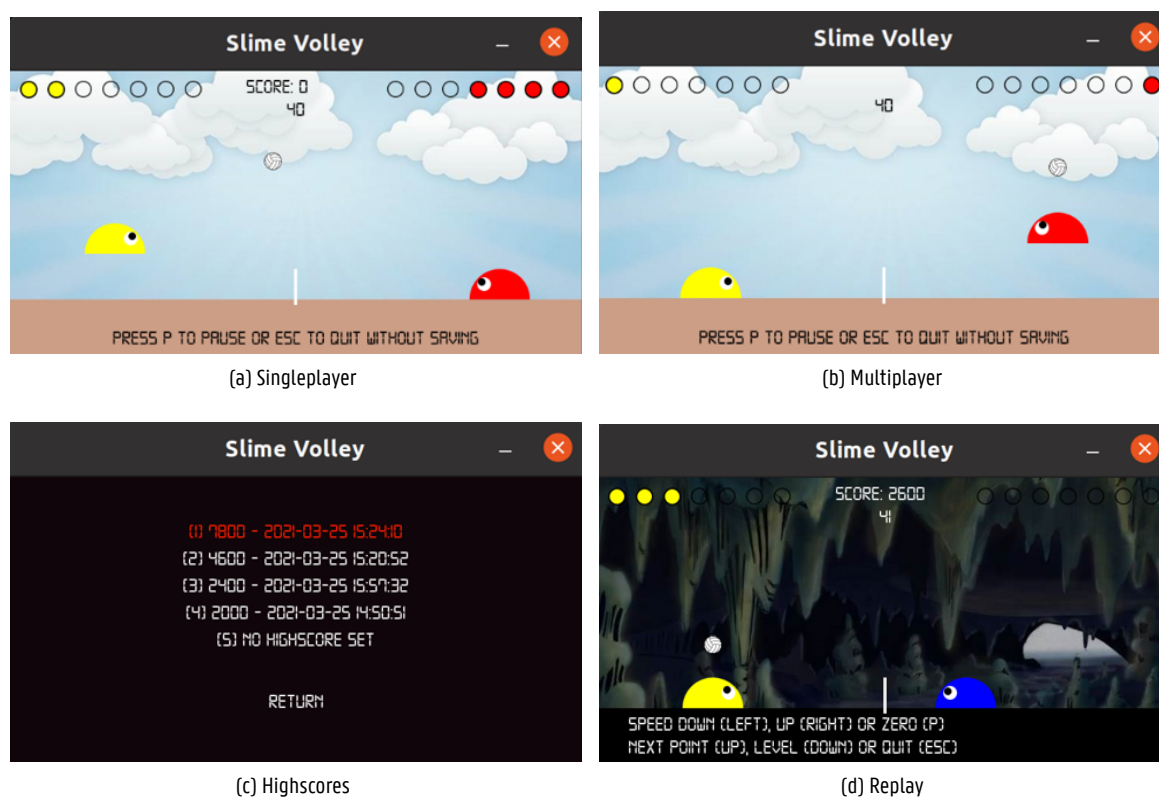 Slime Volley
SCORE: 0
40
PRESS P TO PAUSE OR ESC TO QUIT WITHOUT SAVING
(a) Singleplayer
Slime Volley
40
PRESS P TO PAUSE OR ESC TO QUIT WITHOUT SAVING
(b) Multiplayer
Slime Volley
(1) 7800 - 2021-03-25 15:24:10
(2) 4600 - 2021-03-25 15:20:52
(3) 2400 - 2021-03-25 15:57:32
(4) 2000 - 2021-03-25 14:50:51
(5) NO HIGHSCORE SET
RETURN
(c) Highscores
Slime Volley
SCORE: 2600
41
SPEED DOWN (LEFT), UP (RIGHT) OR ZERO (P)
NEXT POINT (UP), LEVEL (DOWN) OR QUIT (ESC)
(d) Replay